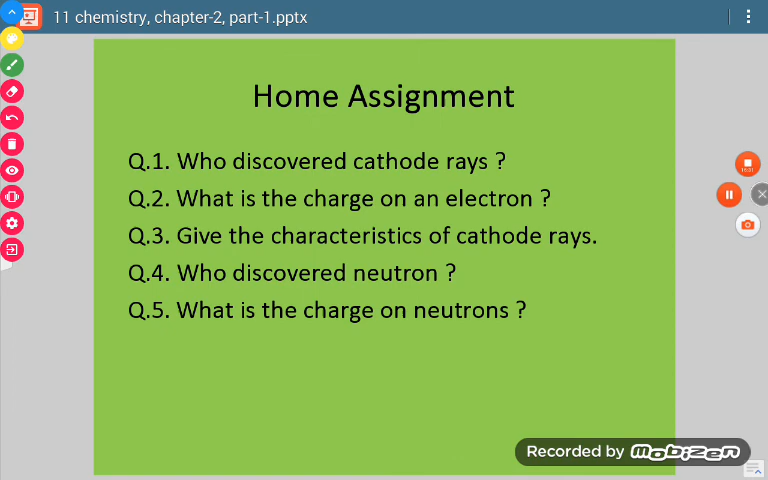 11 chemistry, chapter-2, part-1.pptx
Home Assignment
Q.1. Who discovered cathode rays ?
Q.2. What is the charge on an electron ?
Q.3. Give the characteristics of cathode rays.
Q.4. Who discovered neutron ?
Q.5. What is the charge on neutrons ?
Recorded by Mobizen